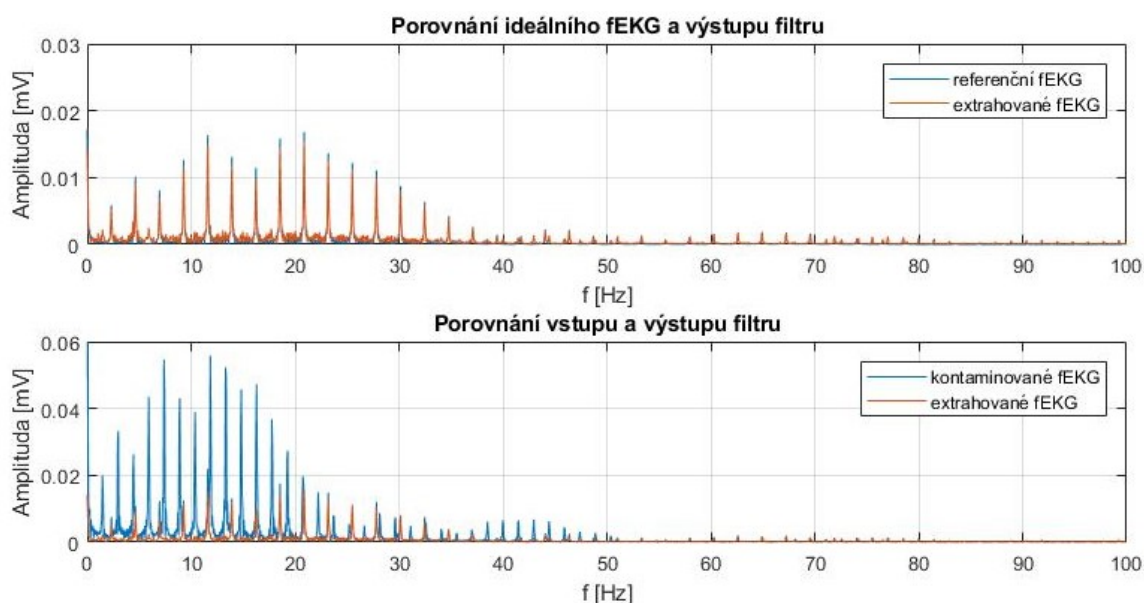 Porovnání ideálního fEKG a výstupu filtru
0.03
0.02
0.01
0
Amplituda [mV]
referenční fEKG
extrahované fEKG
0 10 20 30 40 50 60 70 80 90 100
f [Hz]
Porovnání vstupu a výstupu filtru
0.06
0.04
0.02
0
Amplituda [mV]
kontaminované fEKG
extrahované fEKG
0 10 20 30 40 50 60 70 80 90 100
f [Hz]